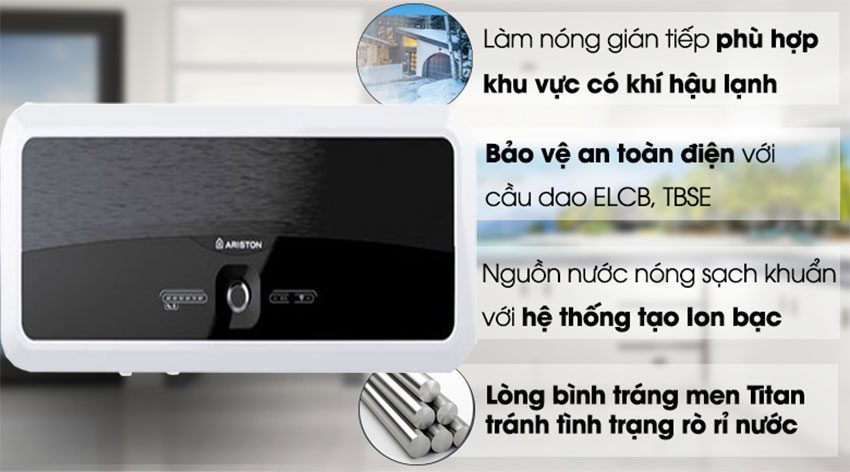 Làm nóng gián tiếp phù hợp
khu vực có khí hậu lạnh
Bảo vệ an toàn điện với
cầu dao ELCB, TBSE
ARISTON
Nguồn nước nóng sạch khuẩn
với hệ thống tạo Ion bạc
Lòng bình tráng men Titan
tránh tình trạng rò rỉ nước